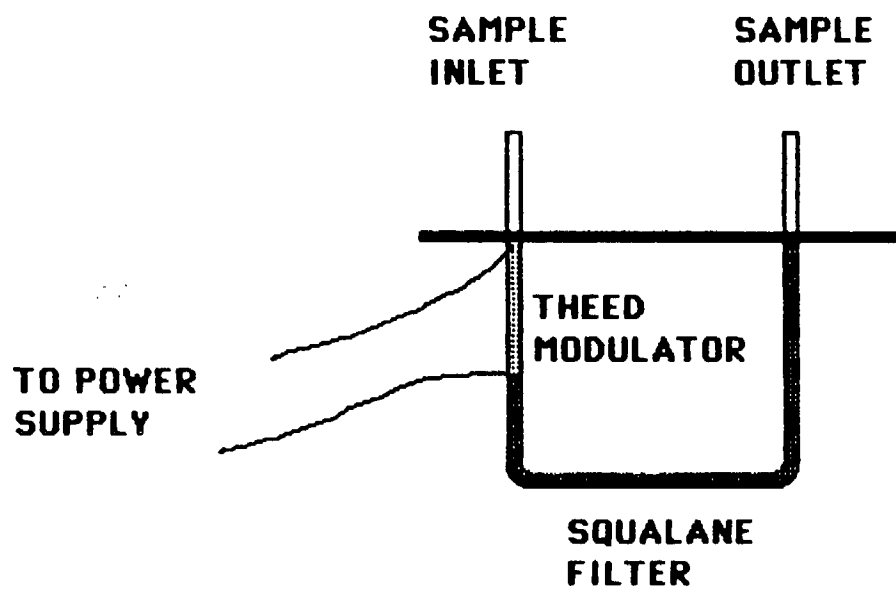 SAMPLE
INLET
SAMPLE
OUTLET
THEED
MODULATOR
TO POWER
SUPPLY
SQUALANE
FILTER